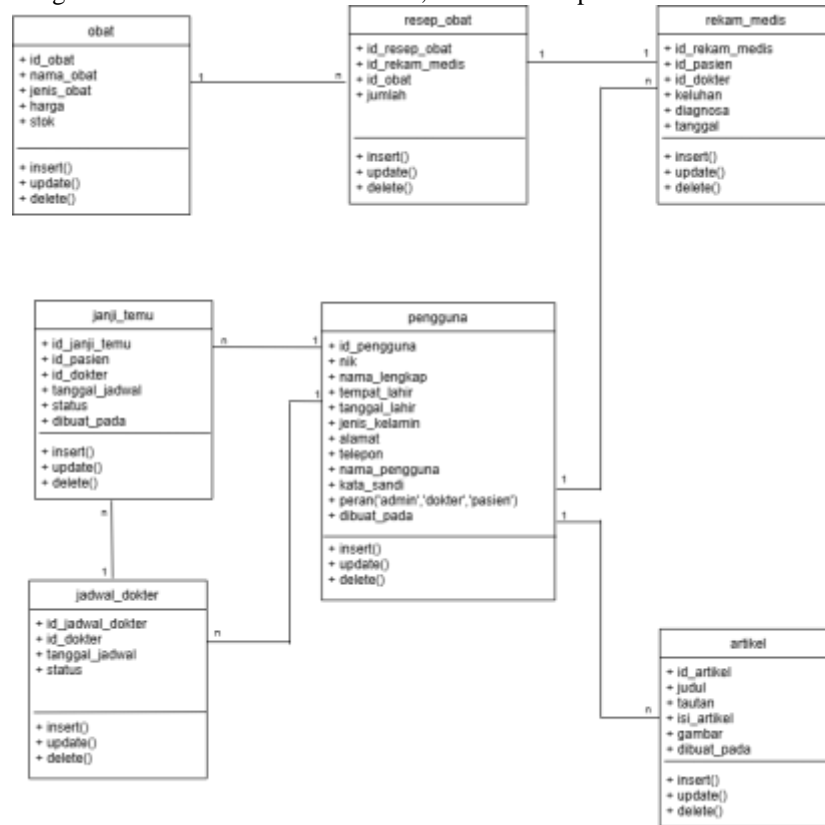 obat
+ id_obat
+ nama_obat
+ jenis_obat
+ harga
+ stok
+ insert()
+ update()
+ delete()
1
n
resep_obat
+ id_resep_obat
+ id_rekam_medis
+ id_obat
+ jumlah
+ insert()
+ update()
+ delete()
1
1
rekam_medis
+ id_rekam_medis
+ id_pasien
+ id_dokter
+ keluhan
+ diagnosa
+ tanggal
+ insert()
+ update()
+ delete()
n
janji_temu
+ id_janji_temu
+ id_pasien
+ id_dokter
+ tanggal_jadwal
+ status
+ dibuat_pada
+ insert()
+ update()
+ delete()
n
1
1
pengguna
+ id_pengguna
+ nik
+ nama_lengkap
+ tempat_lahir
+ tanggal_lahir
+ jenis_kelamin
+ alamat
+ telepon
+ nama_pengguna
+ kata_sandi
+ peran('admin','dokter','pasien')
+ dibuat_pada
+ insert()
+ update()
+ delete()
1
1
n
1
jadwal_dokter
+ id_jadwal_dokter
+ id_dokter
+ tanggal_jadwal
+ status
+ insert()
+ update()
+ delete()
n
n
artikel
+ id_artikel
+ judul
+ tautan
+ isi_artikel
+ gambar
+ dibuat_pada
+ insert()
+ update()
+ delete()